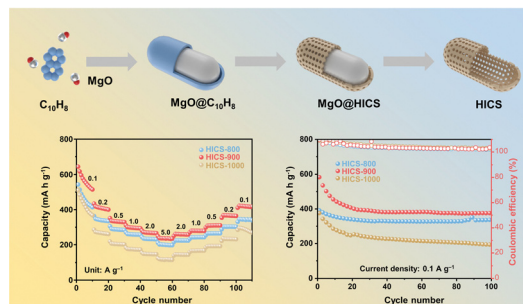 MgO
C10H8
MgO@C10H8
MgO@HICS
HICS
800
600
400
200
0
Capacity (mA h g-1)
0 20 40 60 80 100
Cycle number
HICS-800
HICS-900
HICS-1000
0.1
0.2
0.5
1.0
2.0
5.0
2.0
1.0
0.5
0.2
0.1
Unit: A g-1
800
600
400
200
0
Capacity (mA h g-1)
0 20 40 60 80 100
Cycle number
HICS-800
HICS-900
HICS-1000
Current density: 0.1 A g-1
100
80
60
40
20
0
Coulombic efficiency (%)